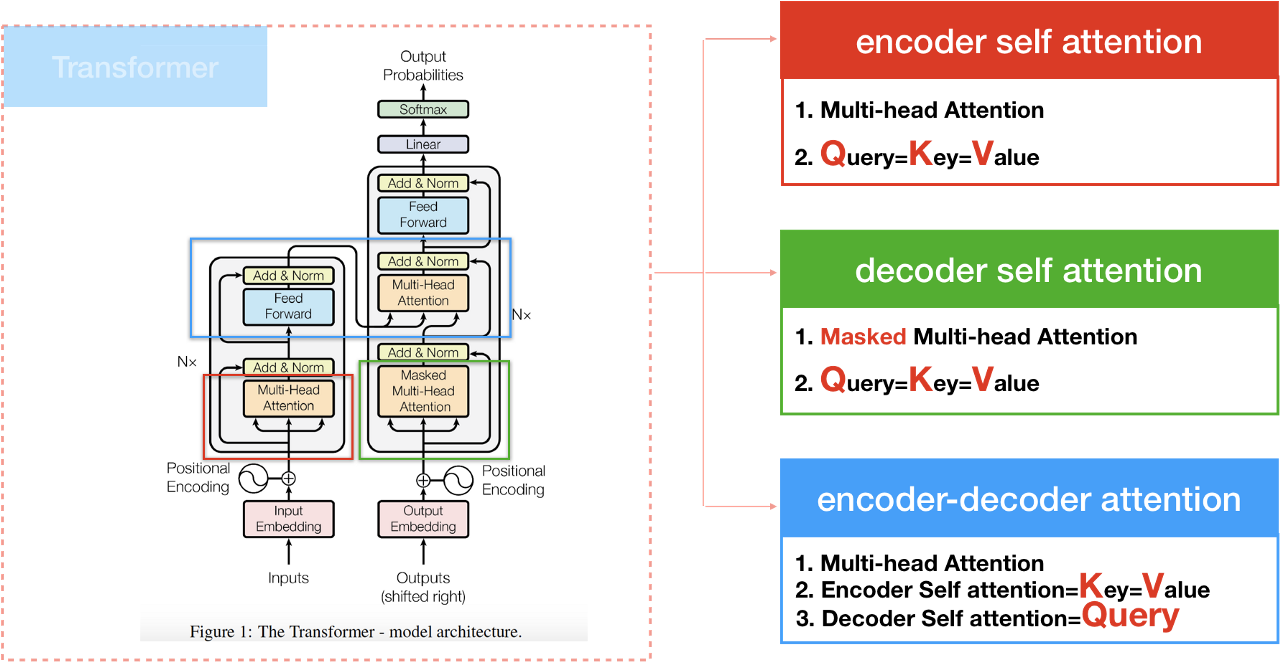 Transformer
Output
Probabilities
Softmax
Linear
Add & Norm
Feed
Forward
Add & Norm
Multi-Head
Attention
Add & Norm
Feed
Forward
N×
N×
Add & Norm
Add & Norm
Multi-Head
Attention
Masked
Multi-Head
Attention
Positional
Encoding
Positional
Encoding
Input
Embedding
Output
Embedding
Inputs
Outputs
(shifted right)
Figure 1: The Transformer - model architecture.
encoder self attention
1. Multi-head Attention
2. Query=Key=Value
decoder self attention
1. Masked Multi-head Attention
2. Query=Key=Value
encoder-decoder attention
1. Multi-head Attention
2. Encoder Self attention=Key=Value
3. Decoder Self attention=Query